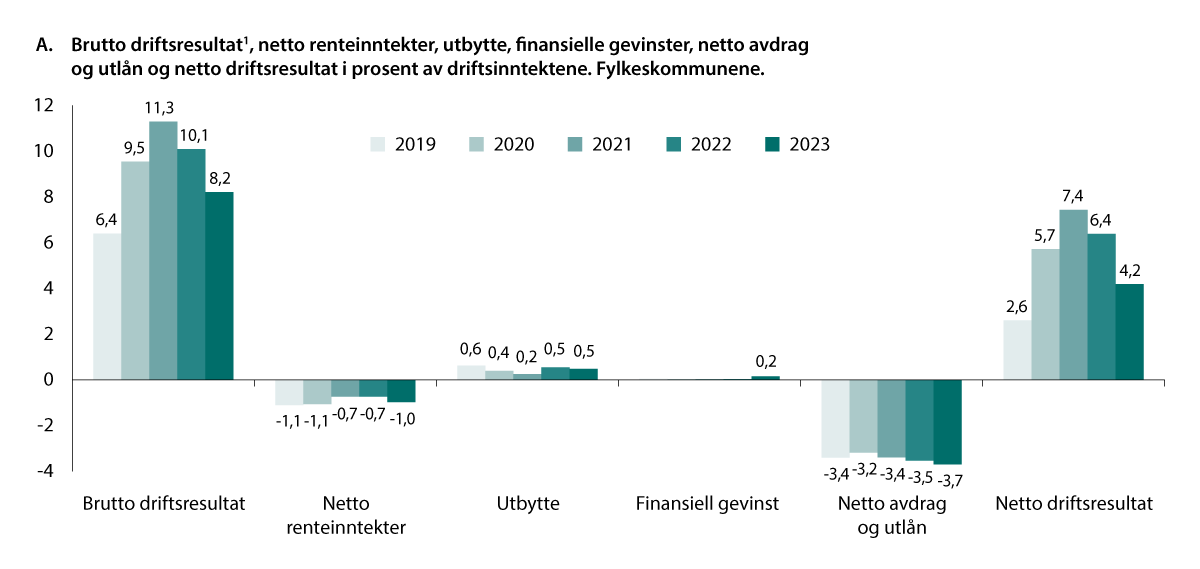 A. Brutto driftsresultat¹, netto renteinntekter, utbytte, finansielle gevinster, netto avdrag
og utlån og netto driftsresultat i prosent av driftsinntektene. Fylkeskommunene.
12
10
8
6
4
2
0
-2
-4
2019 2020 2021 2022 2023
6,4 9,5 11,3 10,1 8,2
-1,1 -1,1 -0,7 -0,7 -1,0
0,6 0,4 0,2 0,5 0,5
0,2
-3,4 -3,2 -3,4 -3,5 -3,7
2,6 5,7 7,4 6,4 4,2
Brutto driftsresultat
Netto
renteinntekter
Utbytte
Finansiell gevinst
Netto avdrag
og utlån
Netto driftsresultat